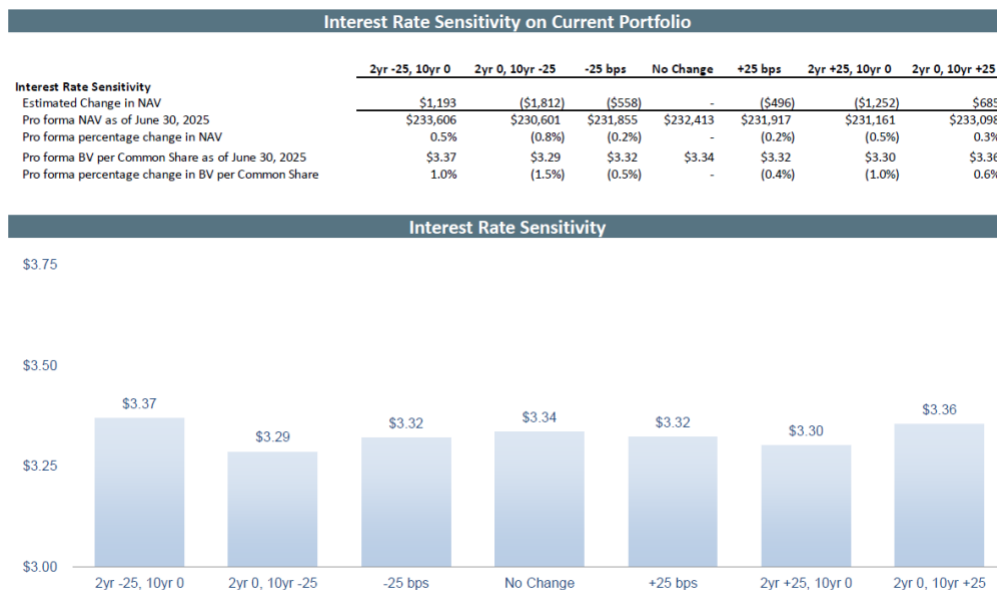 Interest Rate Sensitivity on Current Portfolio
2yr -25, 10yr 0 2yr 0, 10yr -25 -25 bps No Change +25 bps 2yr +25, 10yr 0 2yr 0, 10yr +25
Interest Rate Sensitivity
Estimated Change in NAV $1,193 ($1,812) ($558) - ($496) ($1,252) $685
Pro forma NAV as of June 30, 2025 $233,606 $230,601 $231,855 $232,413 $231,917 $231,161 $233,098
Pro forma percentage change in NAV 0.5% (0.8%) (0.2%) - (0.2%) (0.5%) 0.3%
Pro forma BV per Common Share as of June 30, 2025 $3.37 $3.29 $3.32 $3.34 $3.32 $3.30 $3.36
Pro forma percentage change in BV per Common Share 1.0% (1.5%) (0.5%) - (0.4%) (1.0%) 0.6%
Interest Rate Sensitivity
$3.75
$3.50
$3.37 $3.29 $3.32 $3.34 $3.32 $3.30 $3.36
$3.25
$3.00
2yr -25, 10yr 0 2yr 0, 10yr -25 -25 bps No Change +25 bps 2yr +25, 10yr 0 2yr 0, 10yr +25